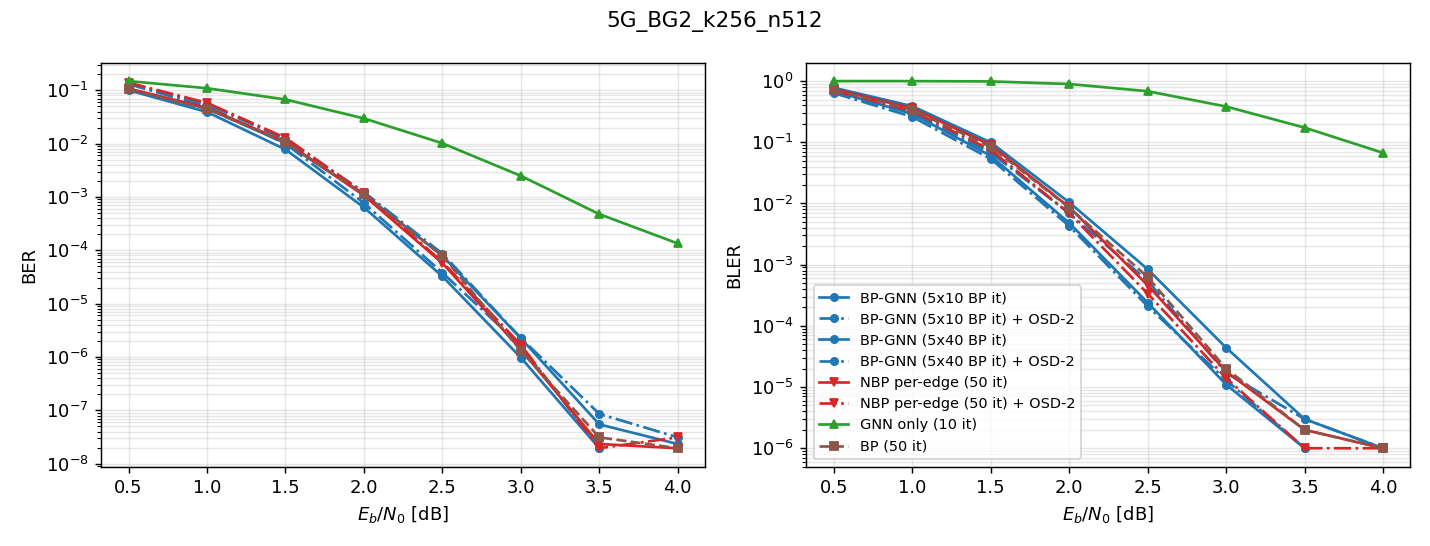 5G_BG2_k256_n512
BER
10⁻¹
10⁻²
10⁻³
10⁻⁴
10⁻⁵
10⁻⁶
10⁻⁷
10⁻⁸
0.5 1.0 1.5 2.0 2.5 3.0 3.5 4.0
E_b/N_0 [dB]
BLER
10⁰
10⁻¹
10⁻²
10⁻³
10⁻⁴
10⁻⁵
10⁻⁶
BP-GNN (5x10 BP it)
BP-GNN (5x10 BP it) + OSD-2
BP-GNN (5x40 BP it)
BP-GNN (5x40 BP it) + OSD-2
NBP per-edge (50 it)
NBP per-edge (50 it) + OSD-2
GNN only (10 it)
BP (50 it)
0.5 1.0 1.5 2.0 2.5 3.0 3.5 4.0
E_b/N_0 [dB]